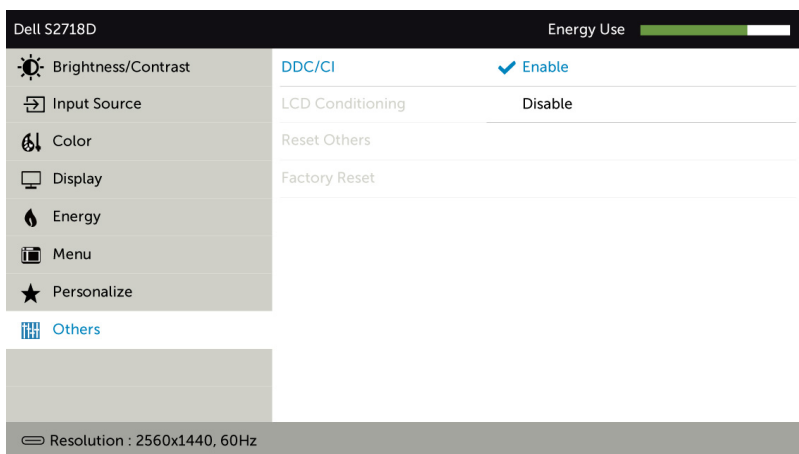 Dell S2718D Energy Use
Brightness/Contrast DDC/CI Enable
Input Source LCD Conditioning Disable
Color Reset Others
Display Factory Reset
Energy
Menu
Personalize
Others
Resolution : 2560x1440, 60Hz